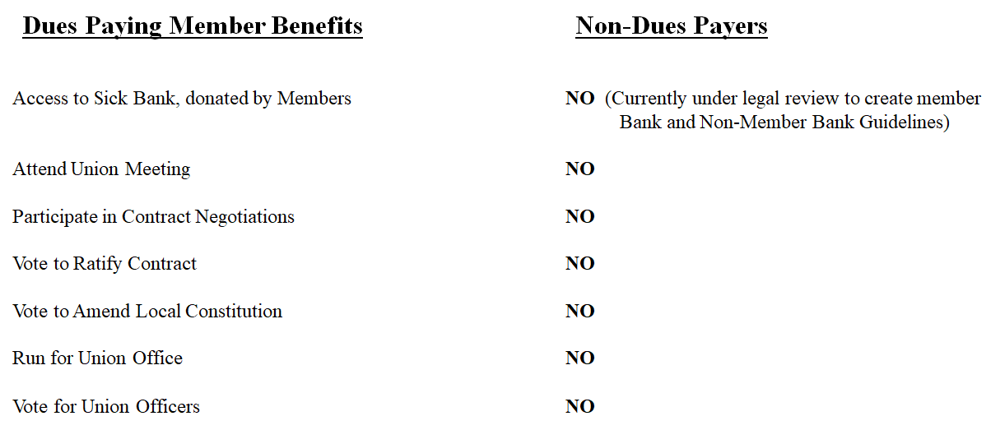 Dues Paying Member Benefits Non-Dues Payers
Access to Sick Bank, donated by Members NO (Currently under legal review to create member
Bank and Non-Member Bank Guidelines)
Attend Union Meeting NO
Participate in Contract Negotiations NO
Vote to Ratify Contract NO
Vote to Amend Local Constitution NO
Run for Union Office NO
Vote for Union Officers NO